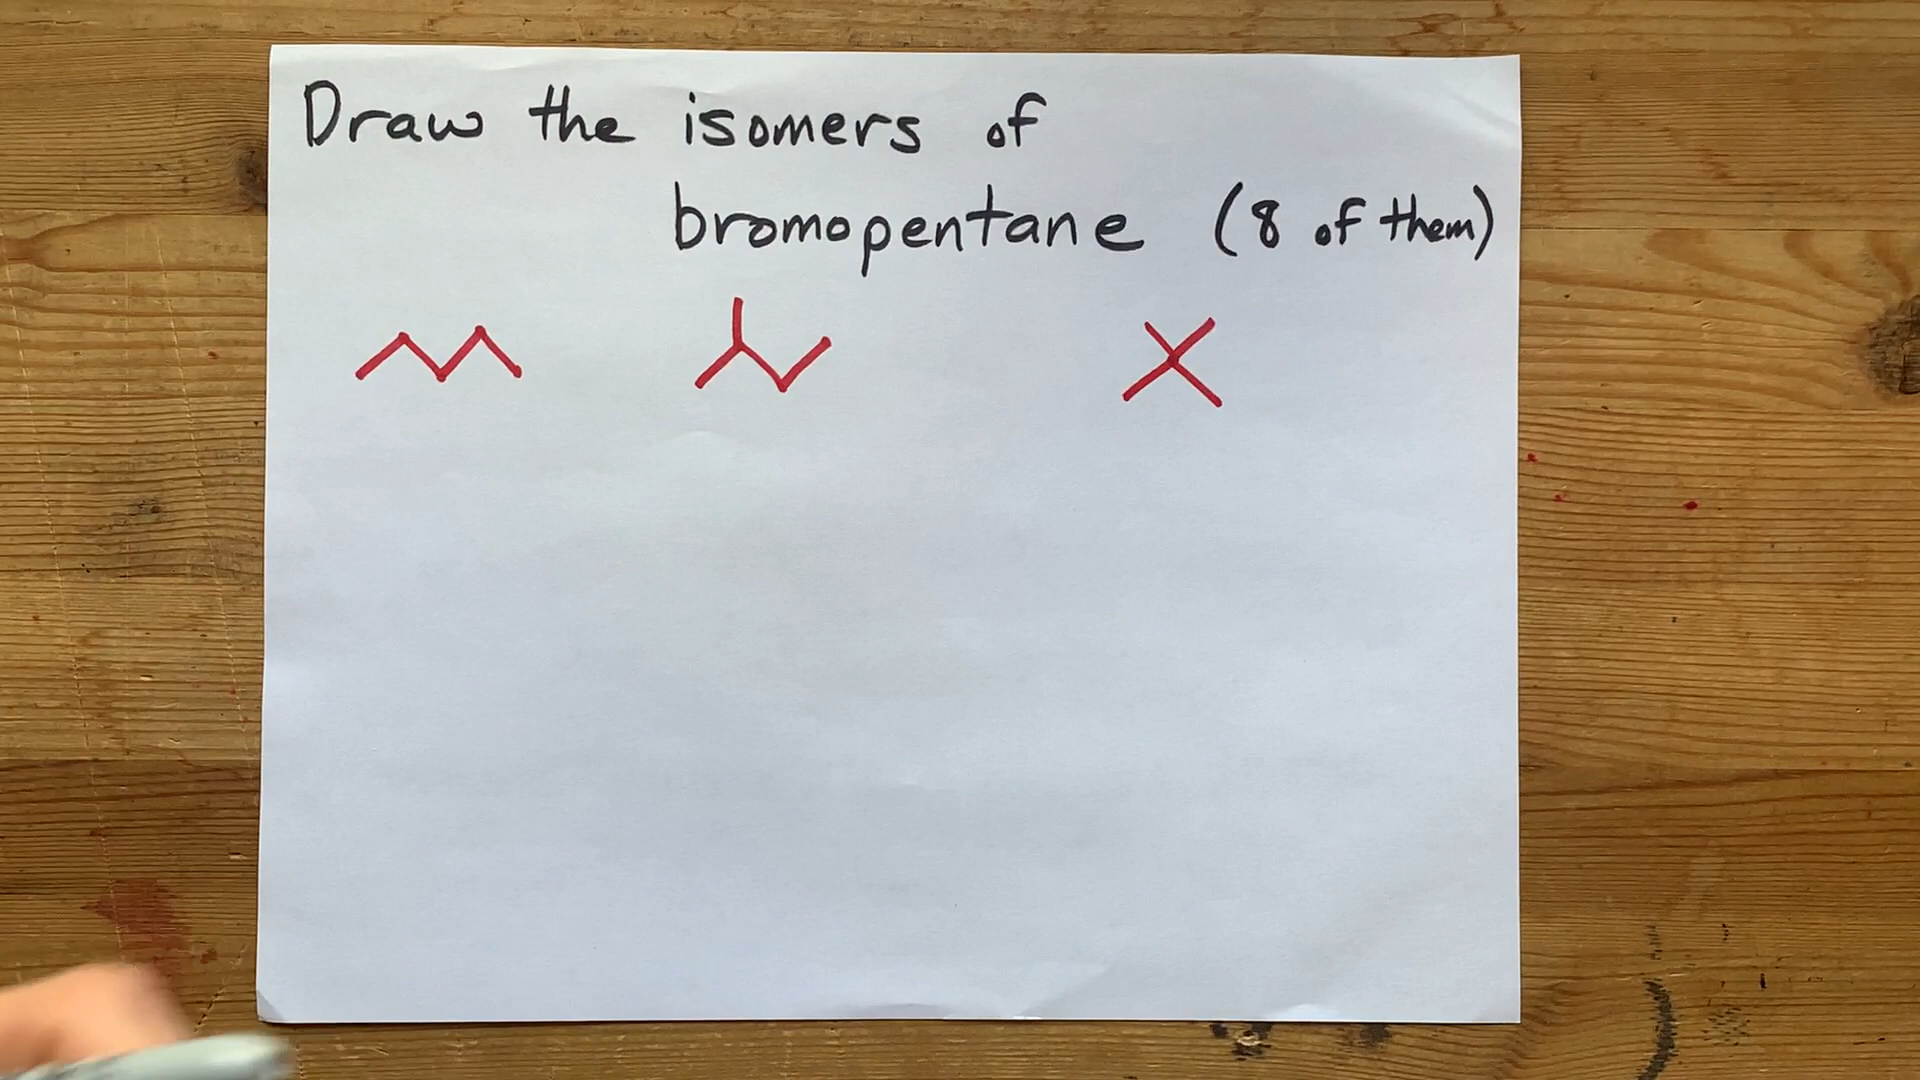 Draw the isomers of
bromopentane (8 of them)